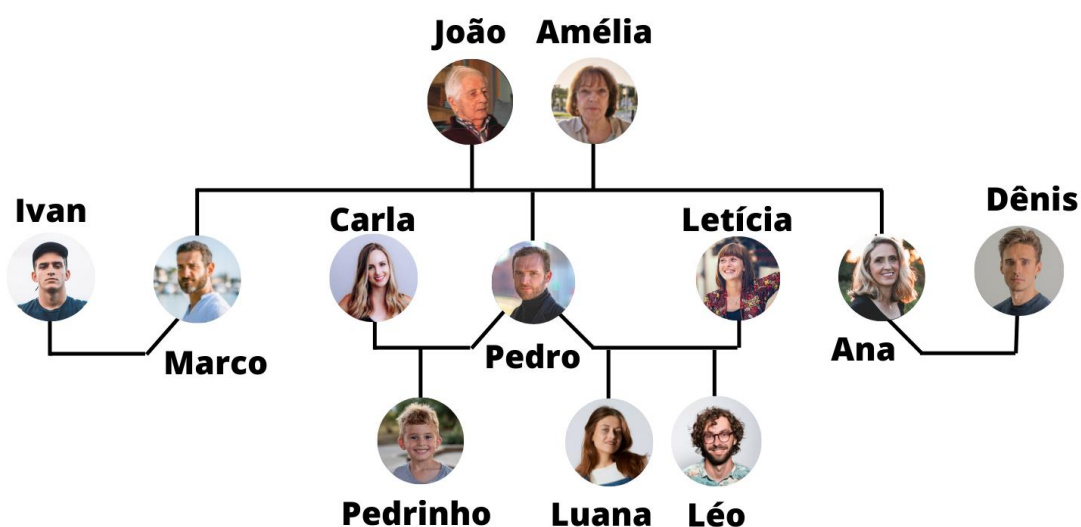 João Amélia
Ivan Carla Letícia Dênis
Marco Pedro Ana
Pedrinho Luana Léo